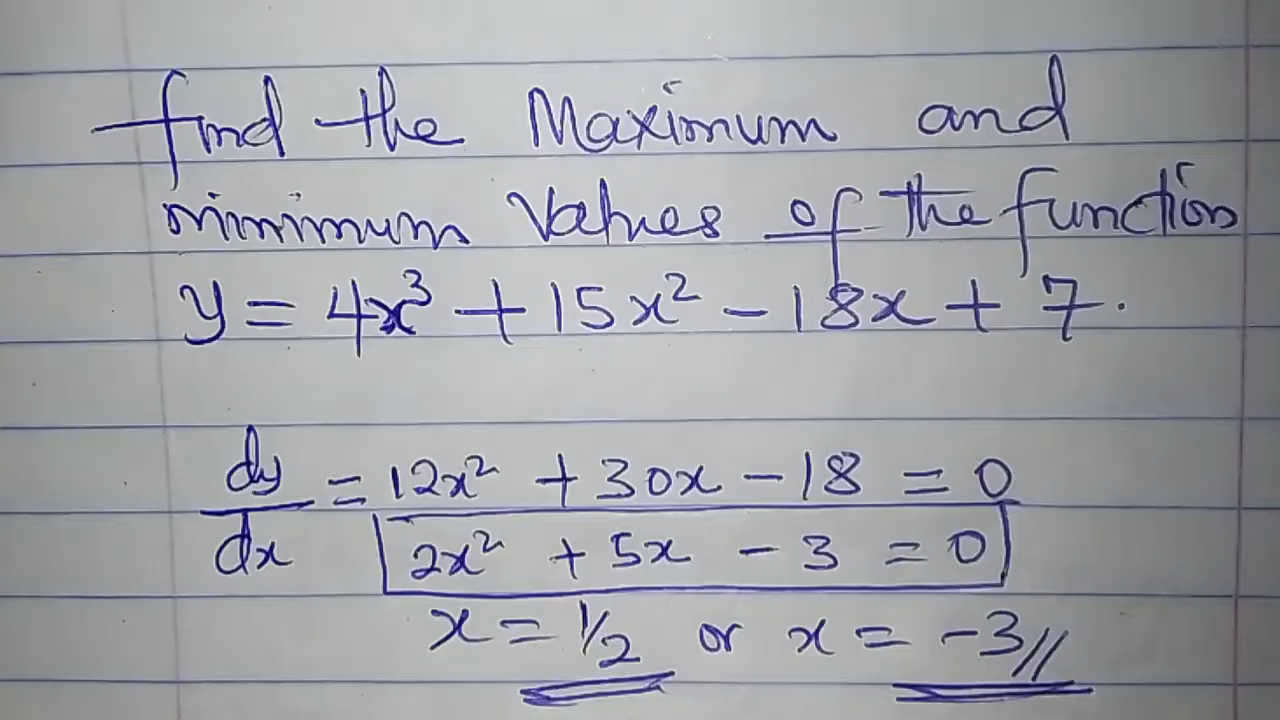 find the Maximum and
minimum Values of the function
y = 4x³ + 15x² - 18x + 7.
dy/dx = 12x² + 30x - 18 = 0
2x² + 5x - 3 = 0
x = 1/2 or x = -3//